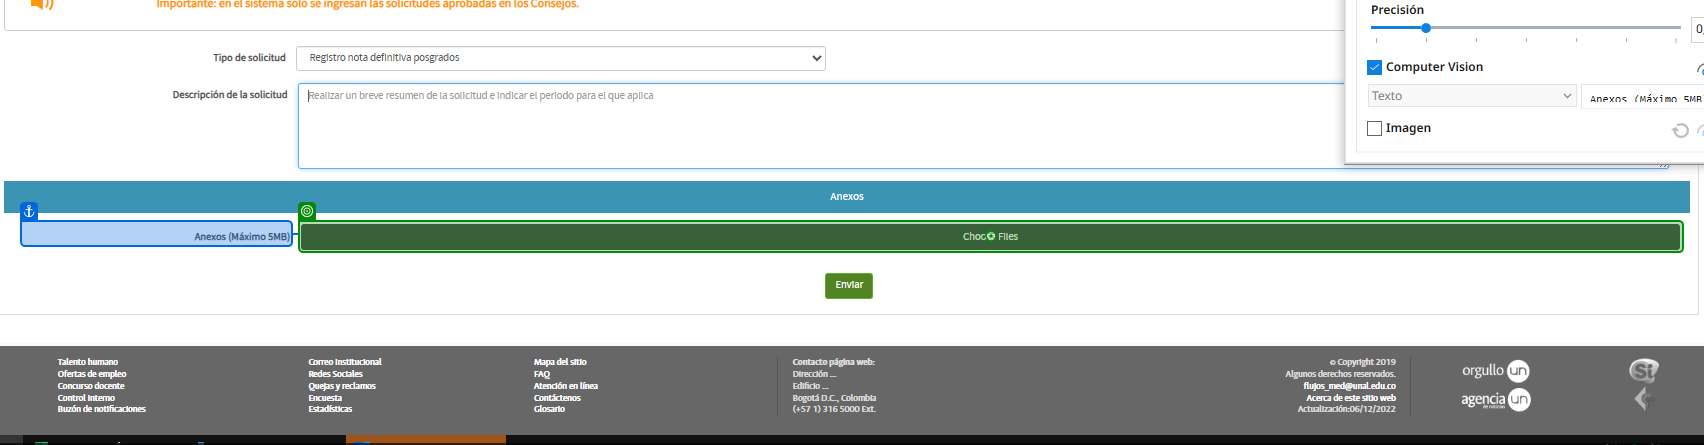 Importante: en el sistema solo se ingresan las solicitudes aprobadas en los Consejos.
Tipo de solicitud
Registro nota definitiva posgrados
Descripción de la solicitud
Realizar un breve resumen de la solicitud e indicar el periodo para el que aplica
Precisión
0,
Computer Vision
Texto
Anexos (Máximo 5MB
Imagen
Anexos
Anexos (Máximo 5MB)
Choo Files
Enviar
Talento humano
Ofertas de empleo
Concurso docente
Control Interno
Buzón de notificaciones
Correo institucional
Redes Sociales
Quejas y reclamos
Encuesta
Estadísticas
Mapa del sitio
FAQ
Atención en línea
Contáctenos
Glosario
Contacto página web:
Dirección ...
Edificio ...
Bogotá D.C., Colombia
(+57 1) 316 5000 Ext.
© Copyright 2019
Algunos derechos reservados.
flujos_med@unal.edu.co
Acerca de este sitio web
Actualización:06/12/2022
orgullo un
agencia un
de noticias
Si